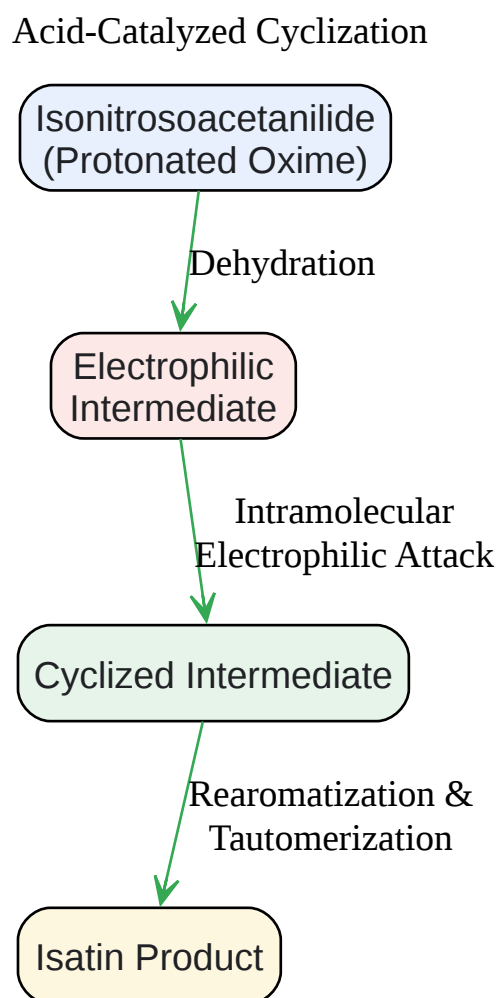 Acid-Catalyzed Cyclization
Isonitrosoacetanilide
(Protonated Oxime)
Dehydration
Electrophilic
Intermediate
Intramolecular
Electrophilic Attack
Cyclized Intermediate
Rearomatization &
Tautomerization
Isatin Product